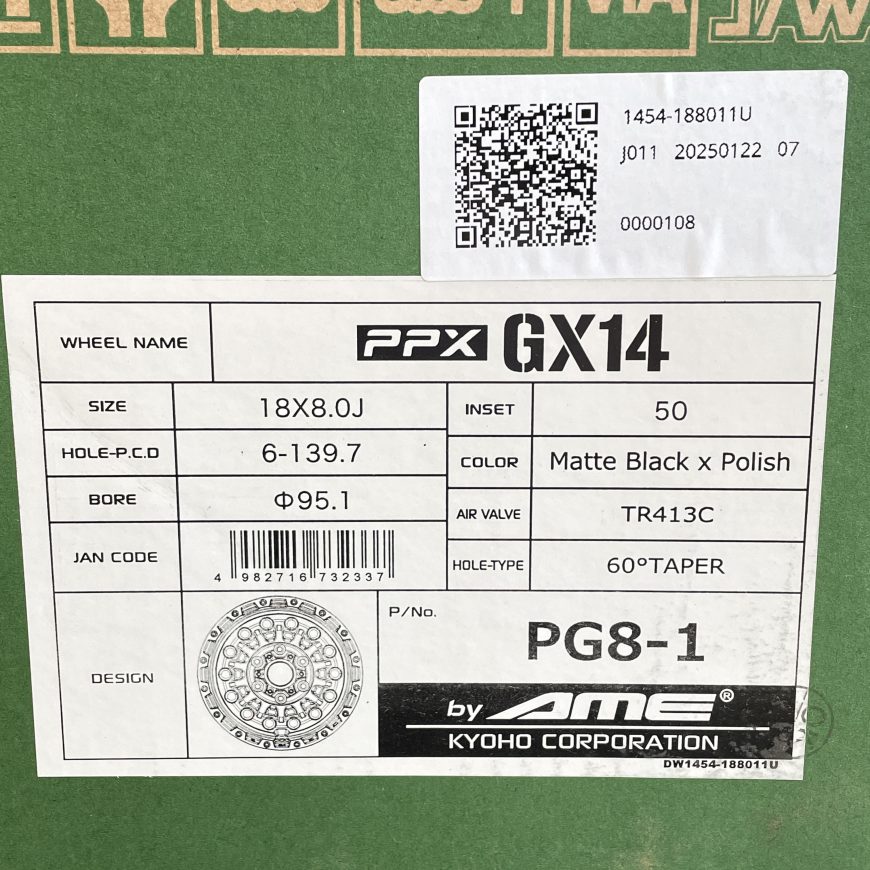 1454-188011U
J011 20250122 07
0000108
WHEEL NAME
PPX GX14
SIZE
18X8.0J
INSET
50
HOLE-P.C.D
6-139.7
COLOR
Matte Black x Polish
BORE
Φ95.1
AIR VALVE
TR413C
JAN CODE
4 982716 732337
HOLE-TYPE
60°TAPER
DESIGN
P/No.
PG8-1
by AME®
KYOHO CORPORATION
DW1454-188011U